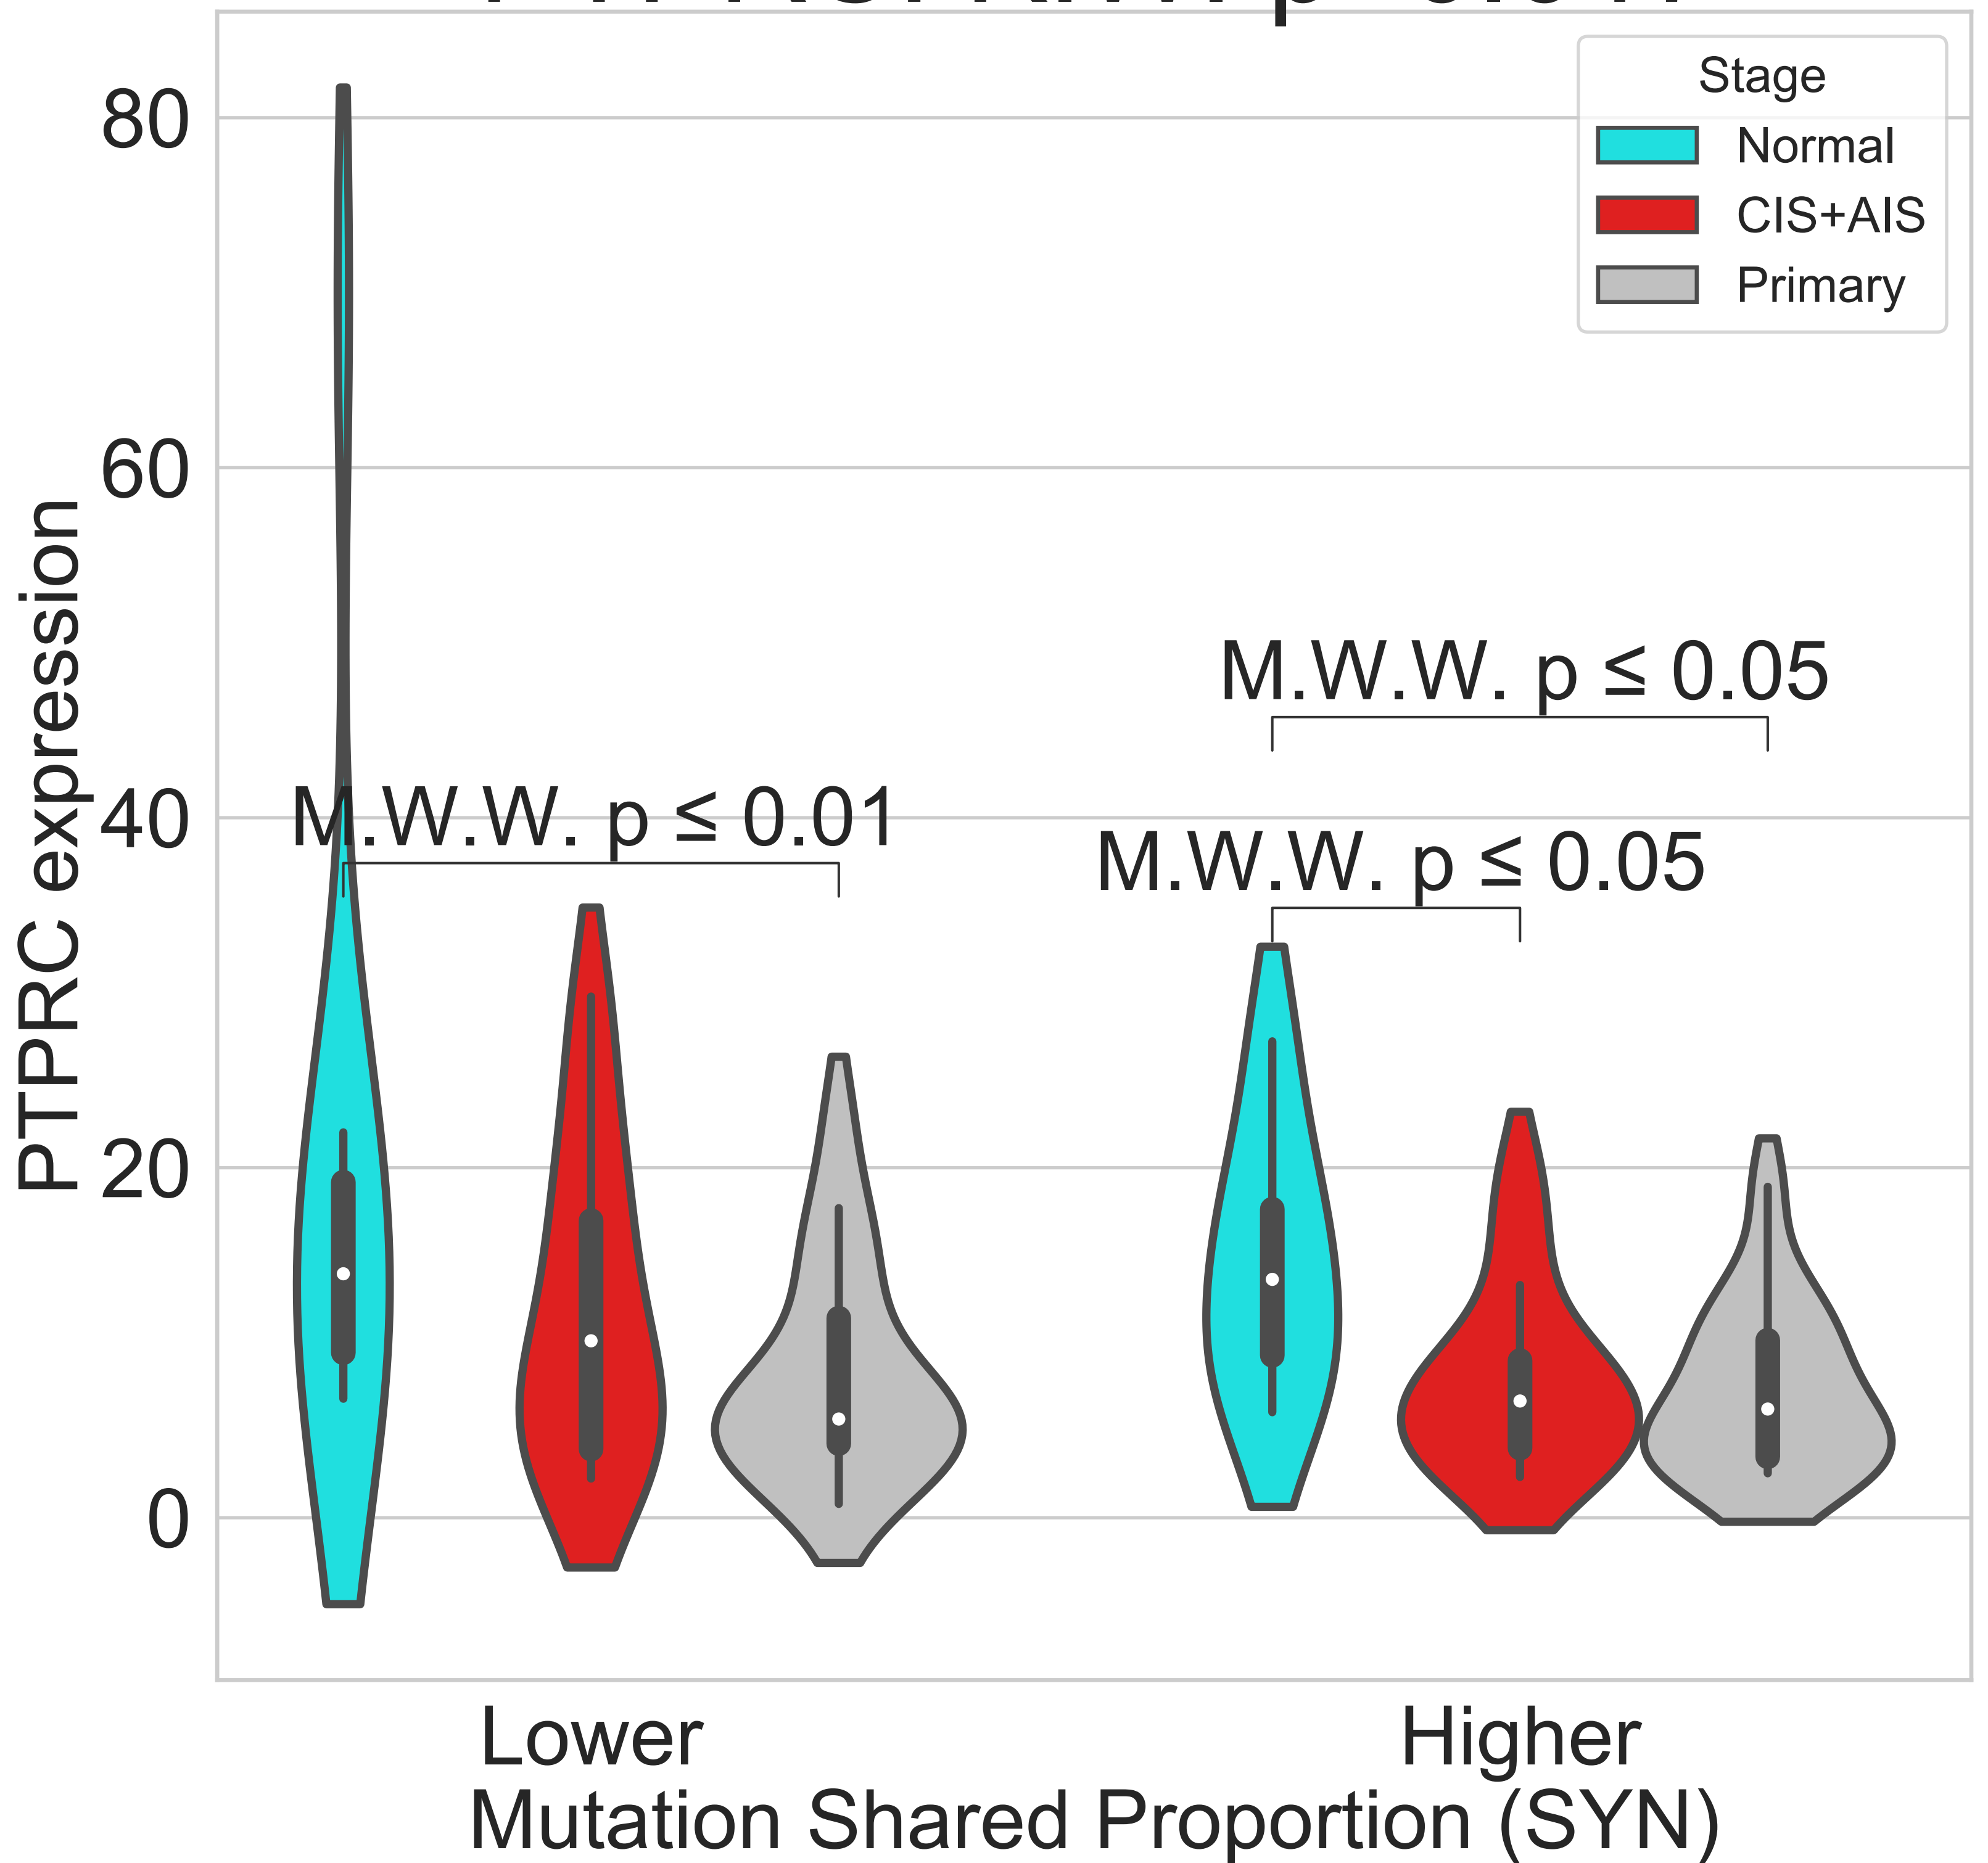 Stage
Normal
CIS+AIS
Primary
80
60
40
20
0
PTPRC expression
M.W.W. p ≤ 0.05
M.W.W. p ≤ 0.01
M.W.W. p ≤ 0.05
Lower
Higher
Mutation Shared Proportion (SYN)